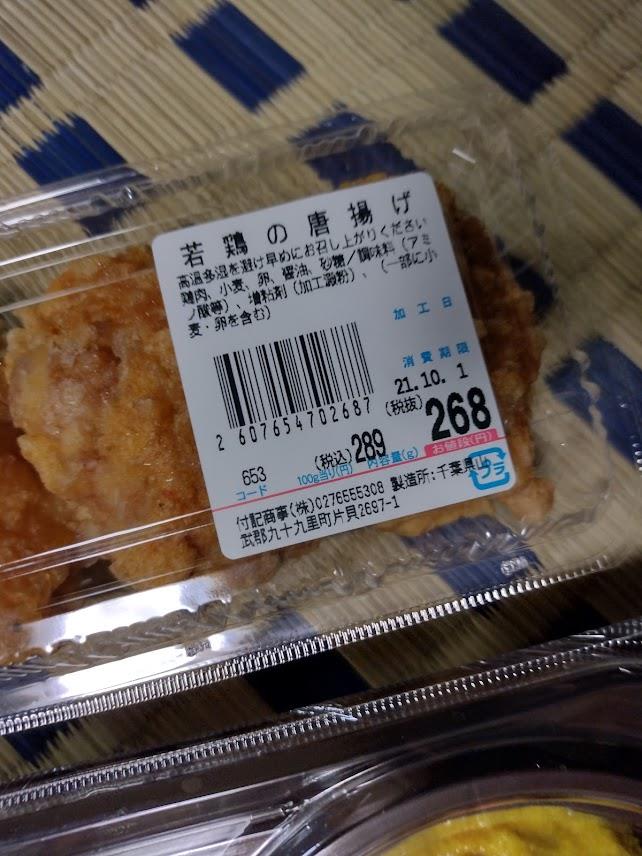 若鶏の唐揚げ
高温多湿を避け早めにお召し上がりください
鶏肉、小麦、卵、醤油、砂糖／調味料（アミ
ノ酸等）、増粘剤（加工澱粉）、（一部に小
麦・卵を含む）
加工日
消費期限
21.10. 1
2 607654 702687
(税抜) 268
お値段(円)
(税込) 289
653
コード
100g当り(円)
内容量(g)
プラ
付記商事(株)0276555308 製造所:千葉県山
武郡九十九里町片貝2697-1